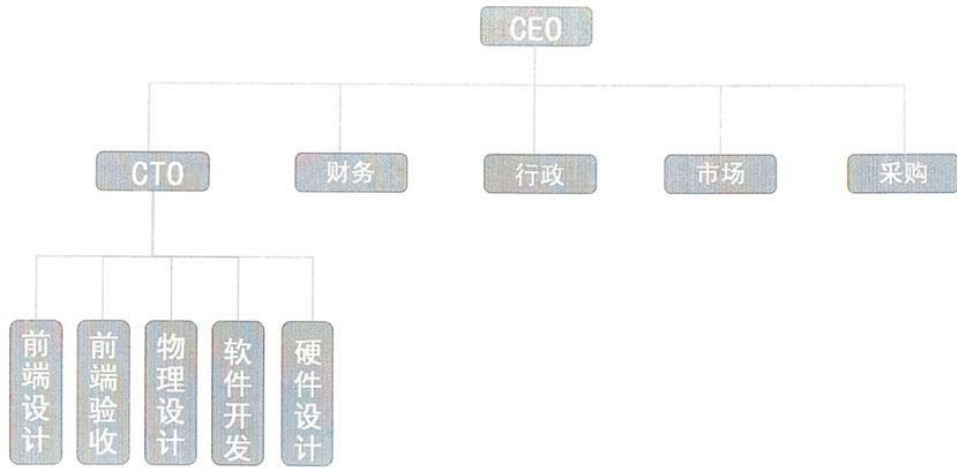 CEO
CTO
财务
行政
市场
采购
前端设计
前端验收
物理设计
软件开发
硬件设计